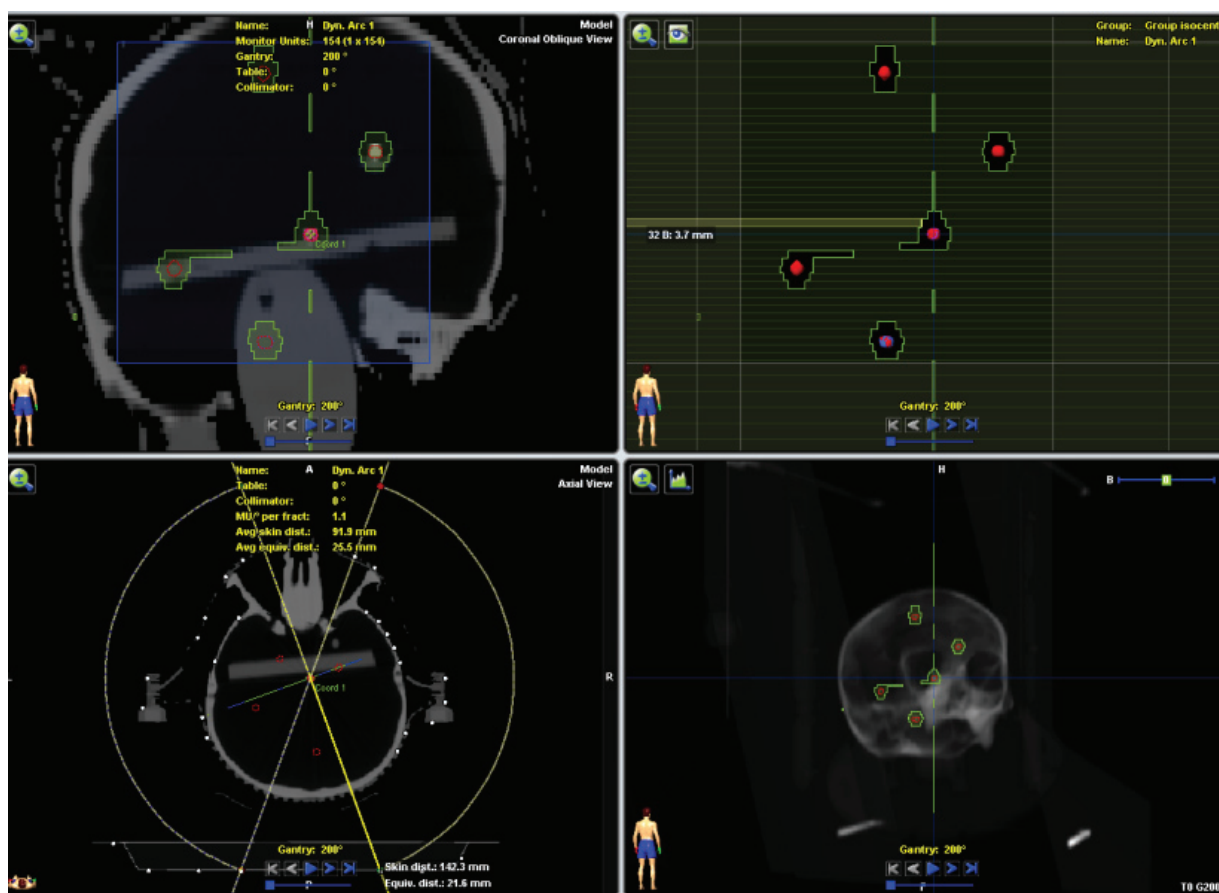 Name: H Dyn. Arc 1
Monitor Units: 154 (1 x 154)
Gantry: 200 °
Table: 0 °
Collimator: 0 °
Model
Coronal Oblique View
Coord 1
Gantry: 200°
Group: Group isocent
Name: Dyn. Arc 1
32 B: 3.7 mm
Gantry: 200°
Name: A Dyn. Arc 1
Table: 0 °
Collimator: 0 °
MU/° per fract: 1.1
Avg skin dist.: 91.9 mm
Avg equiv. dist.: 25.5 mm
Model
Axial View
R
Coord 1
Gantry: 200°
Skin dist.: 142.3 mm
Equiv. dist.: 21.6 mm
H
B
Gantry: 200°
T0 G200